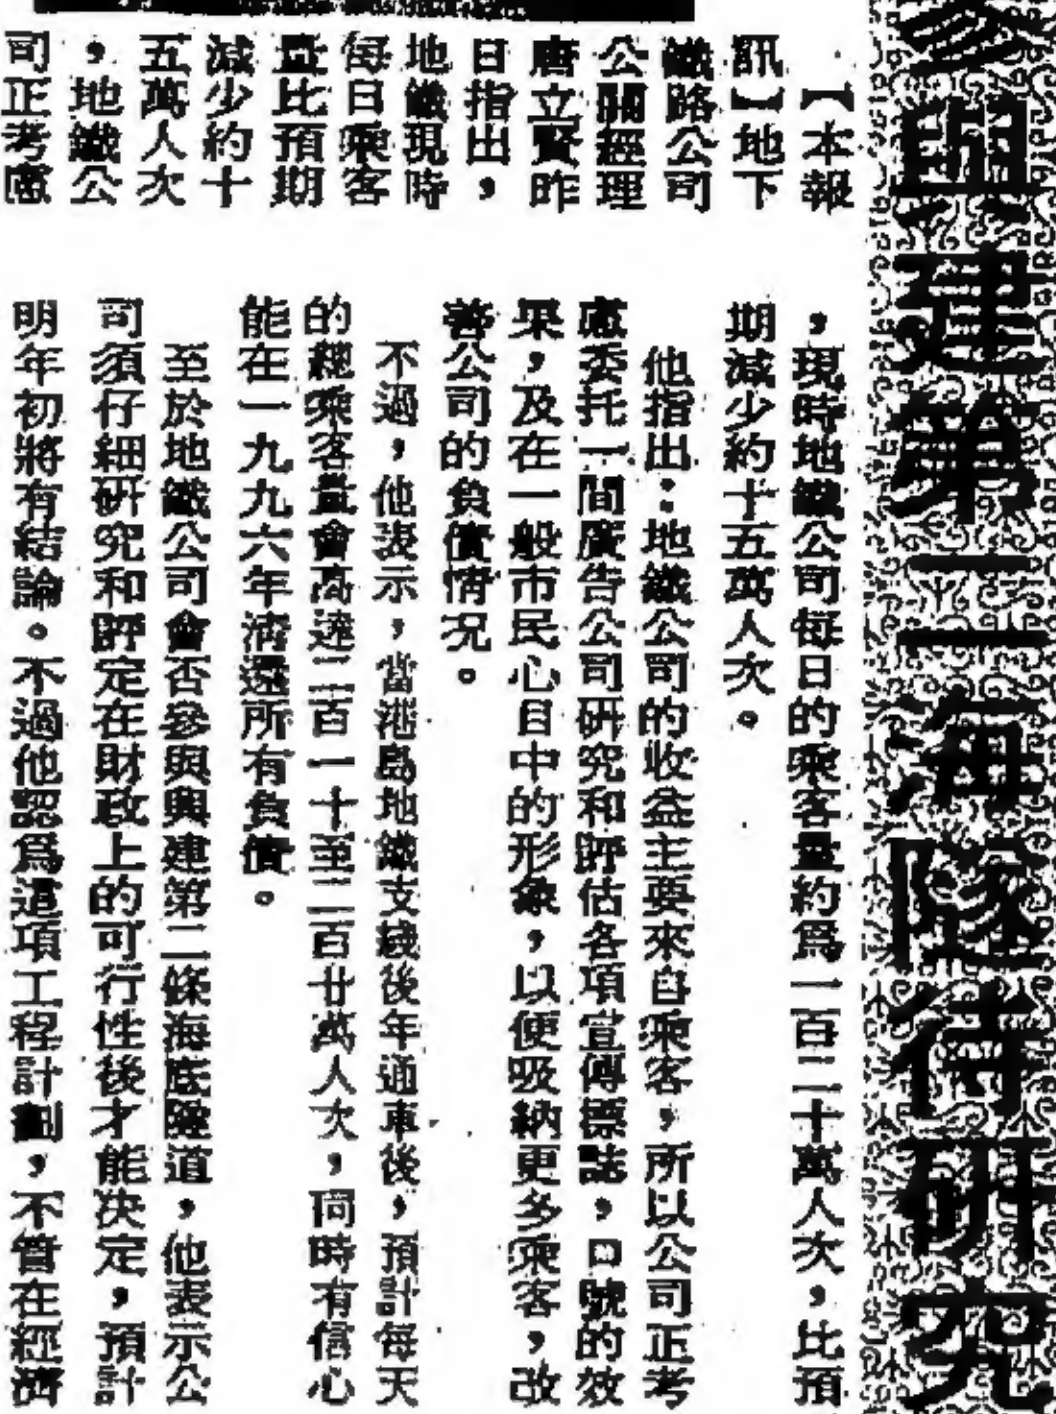 參與建第二海隧待研究
【本報
訊】地下
鐵路公司
公關經理
唐立賢昨
日指出，
地鐵現時
每日乘客
量比預期
減少約十
五萬人次
，地鐵公
司正考慮
，現時地鐵公司每日的乘客量約爲一百二十萬人次，比預
期減少約十五萬人次。
他指出：地鐵公司的收益主要來自乘客，所以公司正考
慮委托一間廣告公司研究和評估各項宣傳標誌，口號的效
果，及在一般市民心目中的形象，以便吸納更多乘客，改
善公司的負債情況。
不過，他表示，當港島地鐵支綫後年通車後，預計每天
的總乘客量會高達二百一十至二百廿萬人次，同時有信心
能在一九九六年清還所有負債。
至於地鐵公司會否參與興建第二條海底隧道，他表示公
司須仔細研究和評定在財政上的可行性後才能决定，預計
明年初將有結論。不過他認爲這項工程計劃，不管在經濟